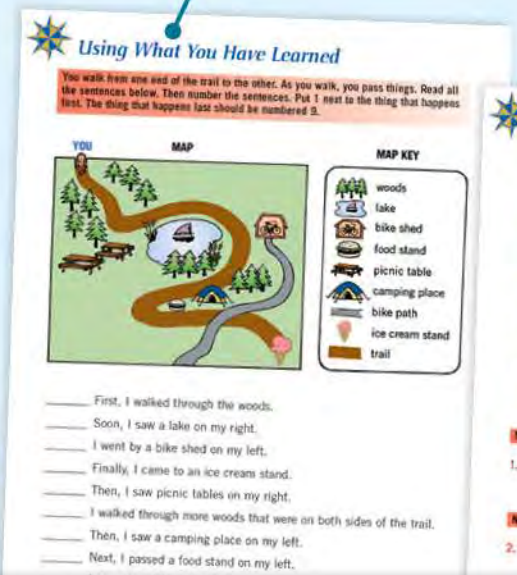 Using What You Have Learned
You walk from one end of the trail to the other. As you walk, you pass things. Read all
the sentences below. Then number the sentences. Put 1 next to the thing that happens
first. The thing that happens last should be numbered 9.
YOU
MAP
MAP KEY
woods
lake
bike shed
food stand
picnic table
camping place
bike path
ice cream stand
trail
First, I walked through the woods.
Soon, I saw a lake on my right.
I went by a bike shed on my left.
Finally, I came to an ice cream stand.
Then, I saw picnic tables on my right.
I walked through more woods that were on both sides of the trail.
Then, I saw a camping place on my left.
Next, I passed a food stand on my left.
1.
2.